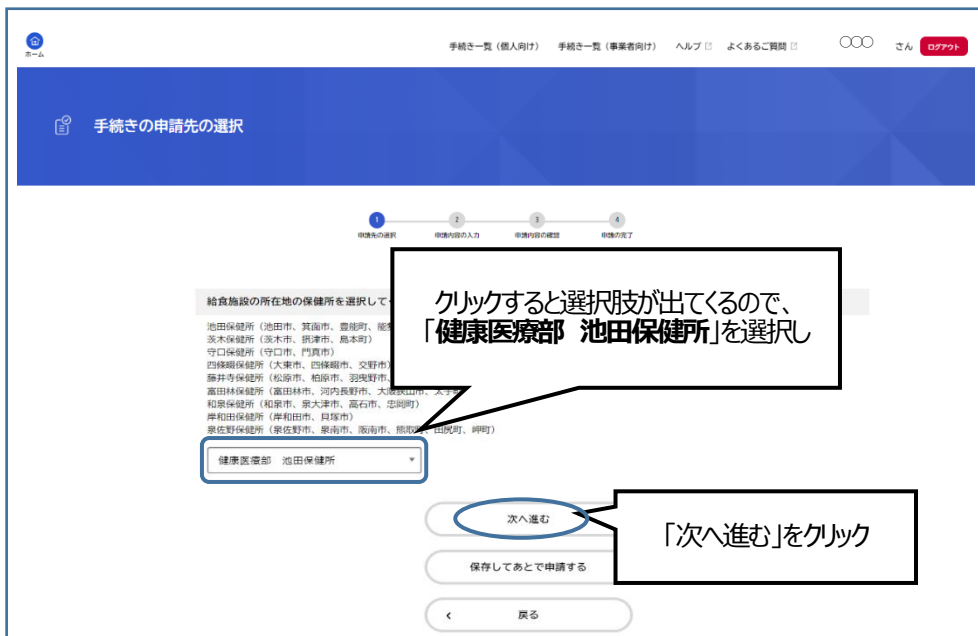 ホーム
手続き一覧（個人向け） 手続き一覧（事業者向け） ヘルプ よくあるご質問 〇〇〇 さん ログアウト
手続きの申請先の選択
1 2 3 4
申請先の選択 申請内容の入力 申請内容の確認 申請の完了
給食施設の所在地の保健所を選択して
クリックすると選択肢が出てくるので、
「健康医療部 池田保健所」を選択し
池田保健所（池田市、箕面市、豊能町、
茨木保健所（茨木市、摂津市、島本町）
守口保健所（守口市、門真市）
四條畷保健所（大東市、四條畷市、交野市）
藤井寺保健所（松原市、柏原市、羽曳野市、
富田林保健所（富田林市、河内長野市、大阪狭山市、太子町
和泉保健所（和泉市、泉大津市、高石市、忠岡町）
岸和田保健所（岸和田市、貝塚市）
泉佐野保健所（泉佐野市、泉南市、阪南市、熊取町、田尻町、岬町）
健康医療部 池田保健所
次へ進む
「次へ進む」をクリック
保存してあとで申請する
戻る